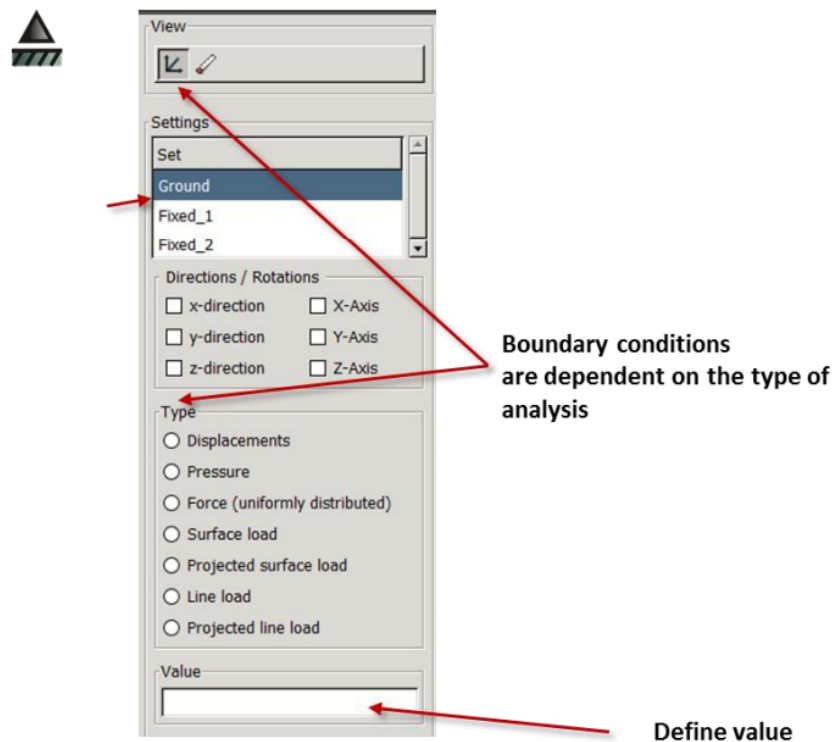 View
Settings
Set
Ground
Fixed_1
Fixed_2
Directions / Rotations
x-direction X-Axis
y-direction Y-Axis
z-direction Z-Axis
Boundary conditions
are dependent on the type of
analysis
Type
Displacements
Pressure
Force (uniformly distributed)
Surface load
Projected surface load
Line load
Projected line load
Value
Define value